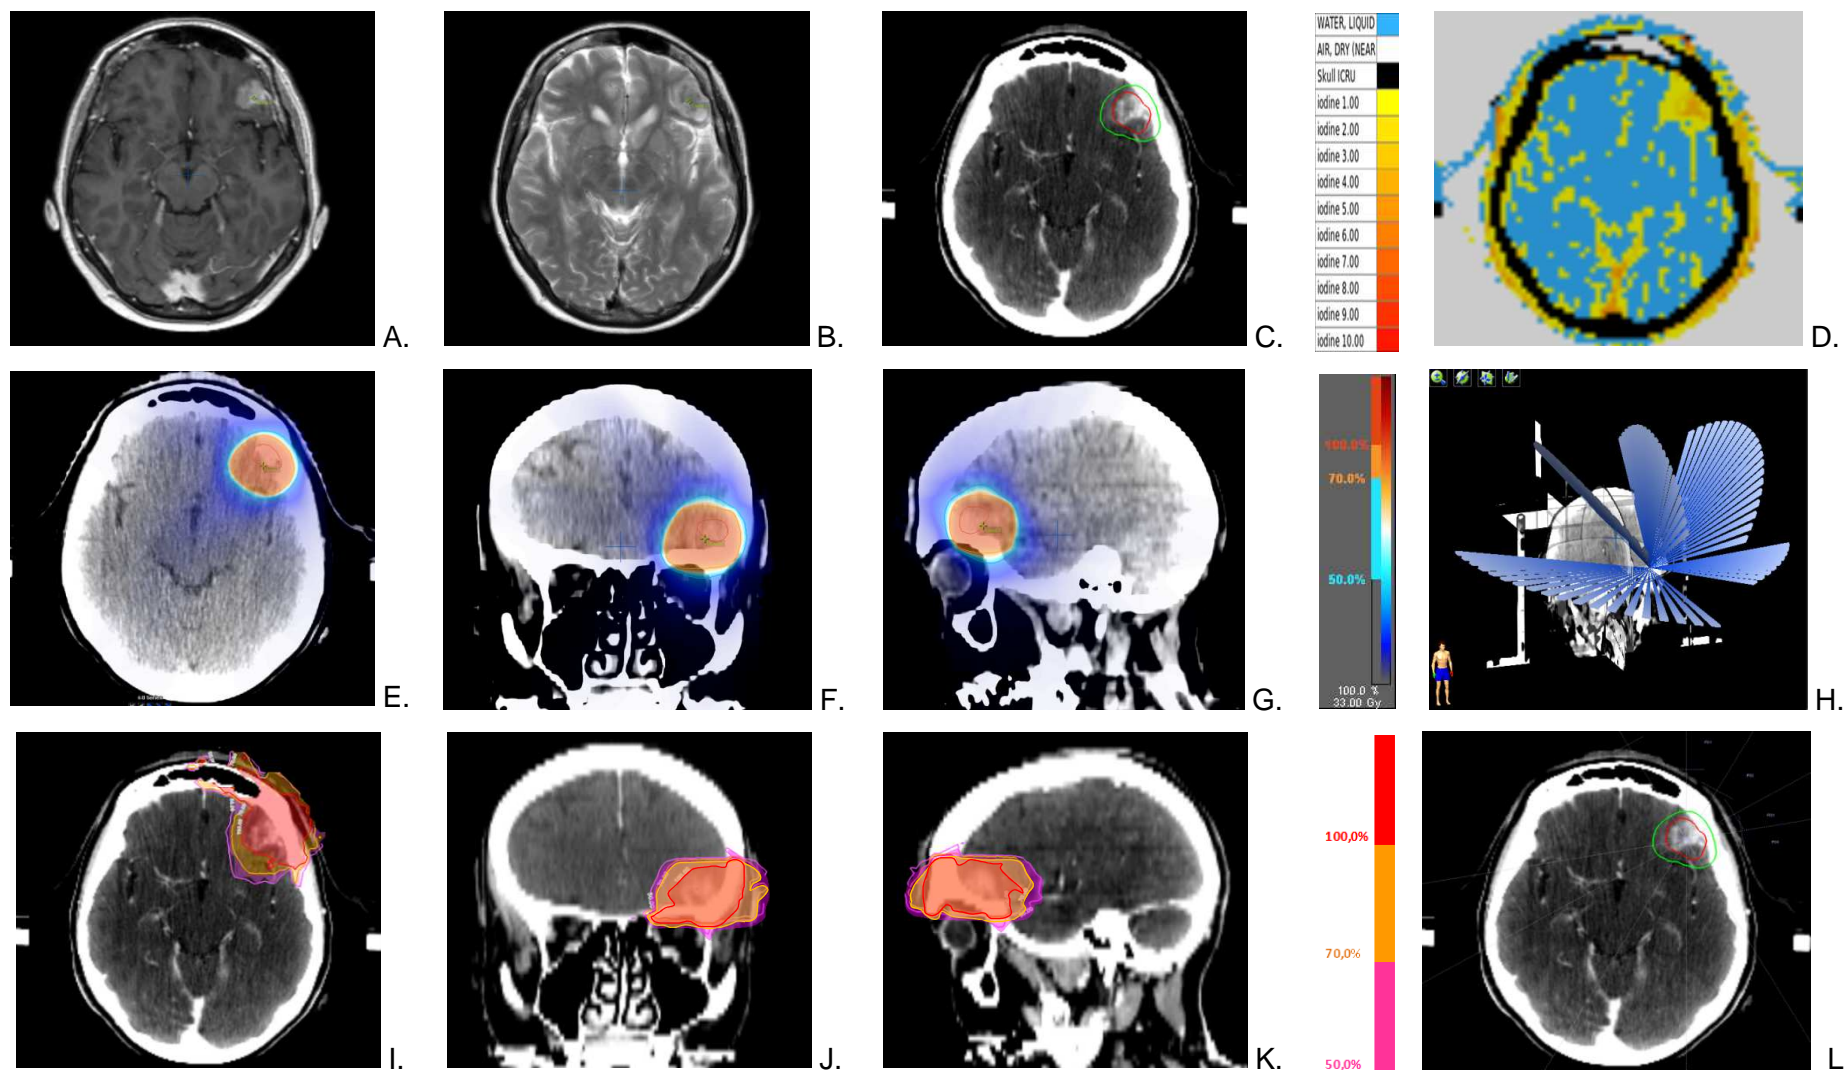 A.
B.
C.
WATER, LIQUID
AIR, DRY (NEAR
Skull ICRU
iodine 1.00
iodine 2.00
iodine 3.00
iodine 4.00
iodine 5.00
iodine 6.00
iodine 7.00
iodine 8.00
iodine 9.00
iodine 10.00
D.
E.
F.
G.
100.0%
70.0%
50.0%
100.0 %
33.00 Gy
H.
I.
J.
K.
100,0%
70,0%
50,0%
L